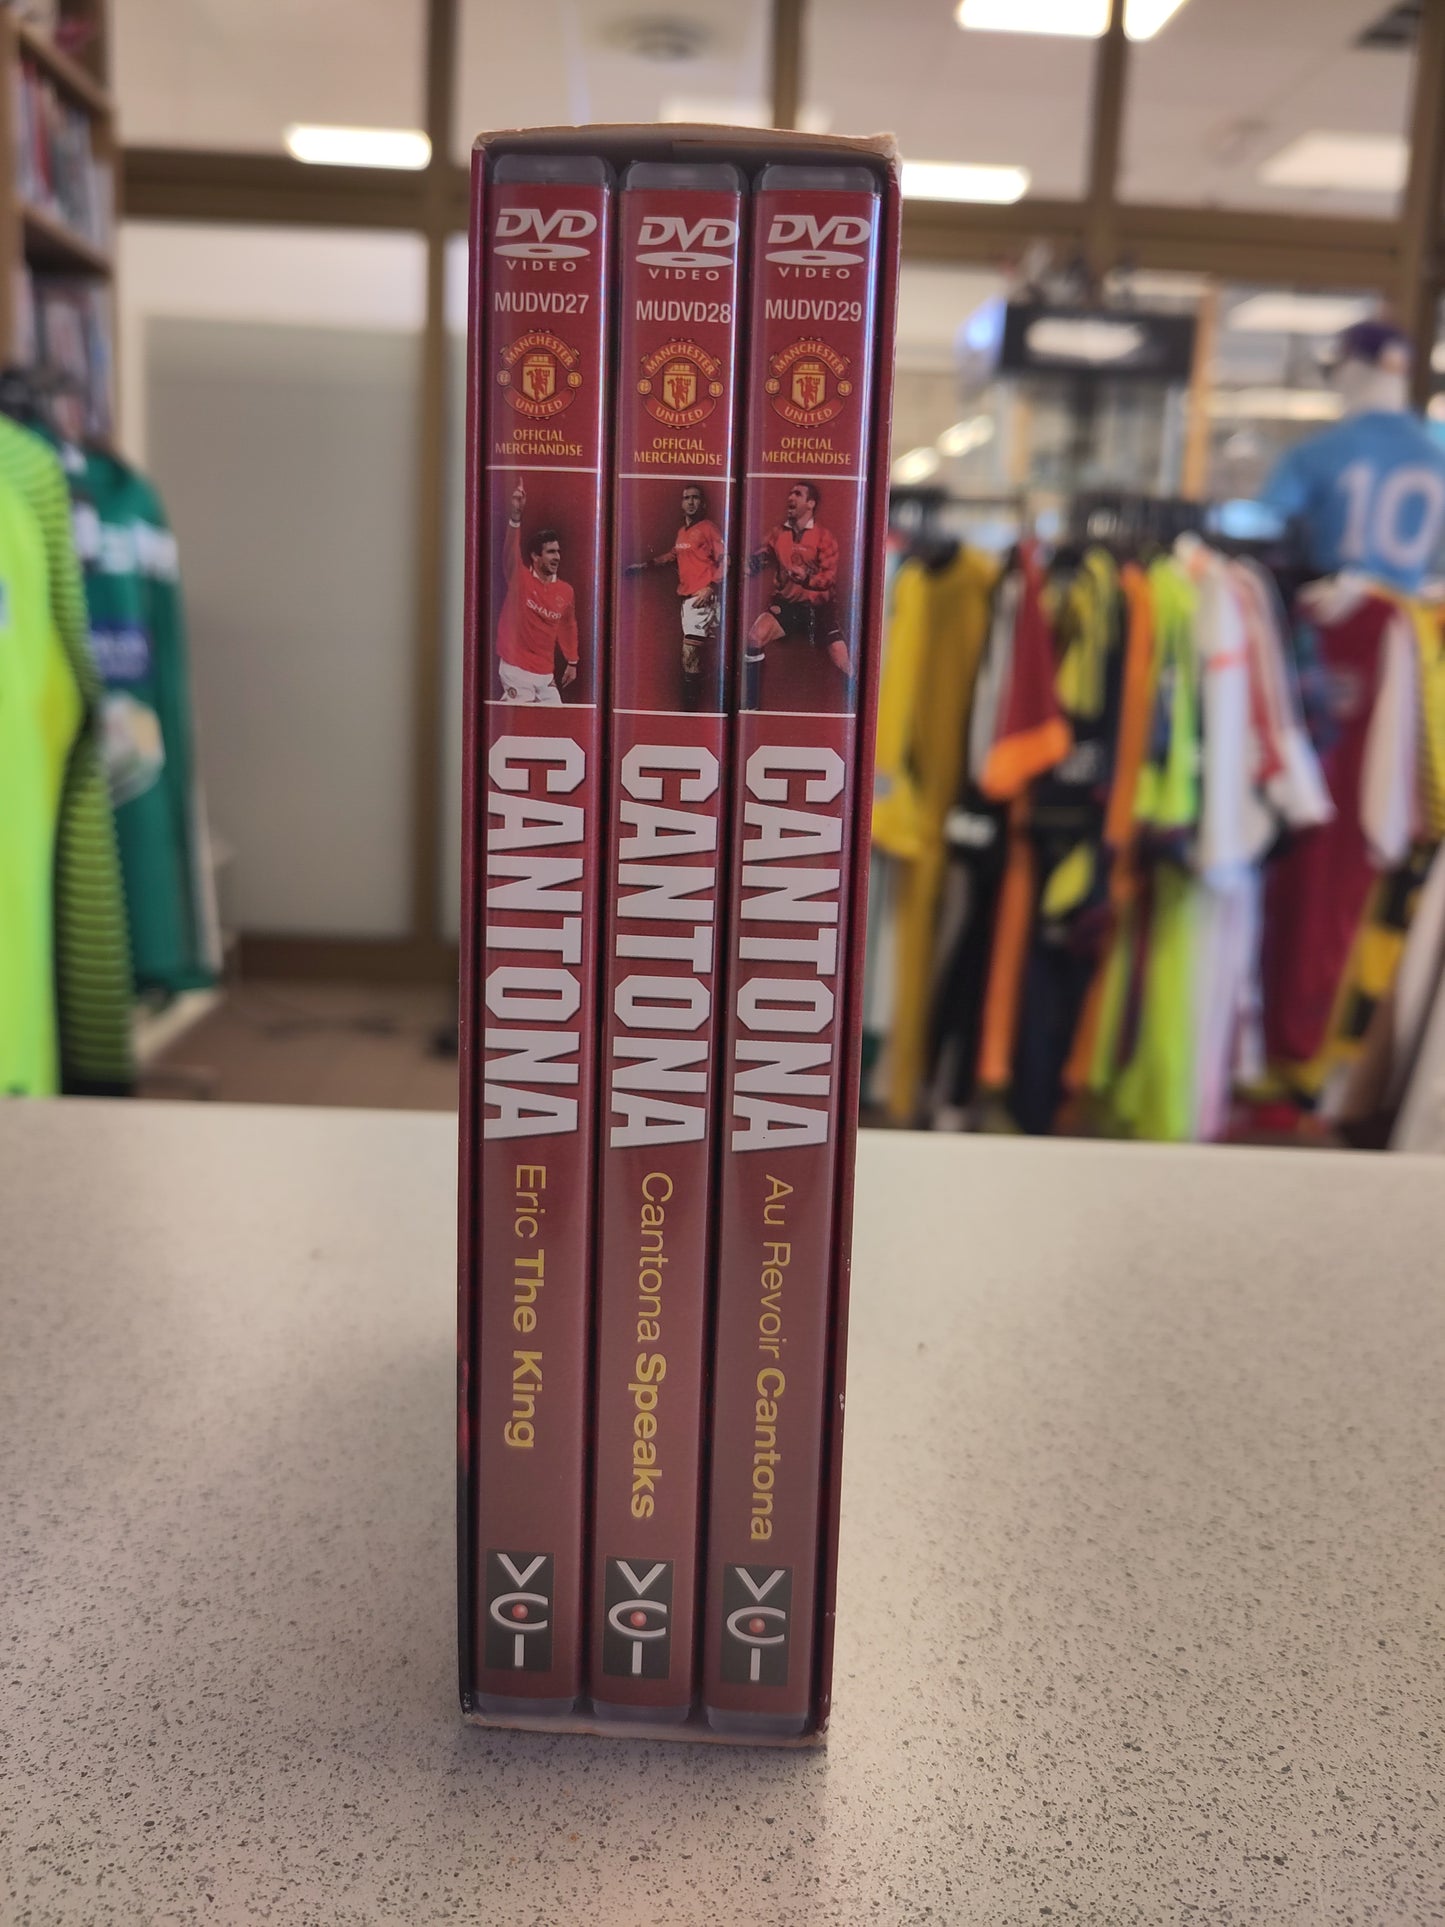 DVD
VIDEO
MUDVD27
MANCHESTER
UNITED
OFFICIAL
MERCHANDISE
SHARP
CANTONA
Eric The King
VCI
DVD
VIDEO
MUDVD28
MANCHESTER
UNITED
OFFICIAL
MERCHANDISE
CANTONA
Cantona Speaks
VCI
DVD
VIDEO
MUDVD29
MANCHESTER
UNITED
OFFICIAL
MERCHANDISE
CANTONA
Au Revoir Cantona
VCI
10